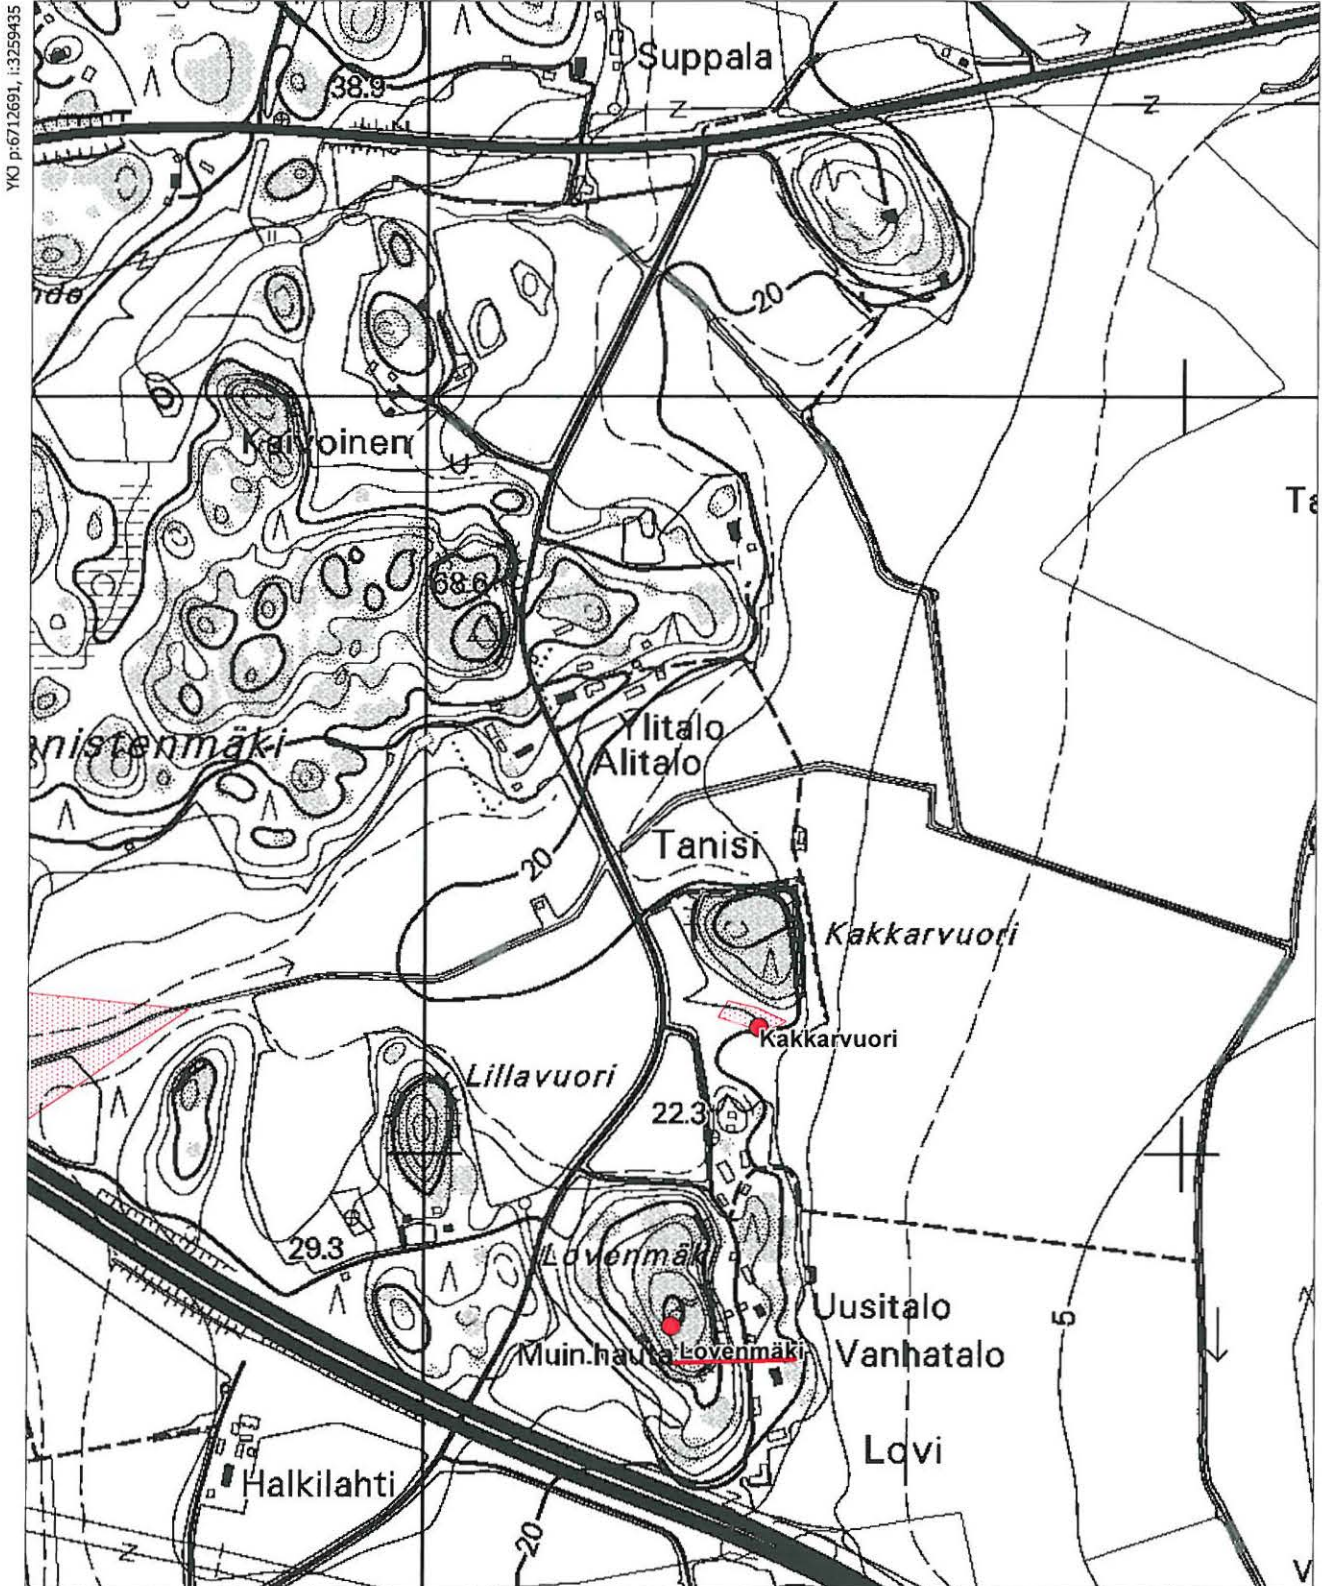 YKJ p:6712691, i:3259435
Suppala
38.9
Z
Z
20
Kaivoinen
68.6
Ylitalo
nistenmäki
Alitalo
Tanisi
20
Kakkarvuori
Kakkarvuori
Lillavuori
22.3
29.3
Lovenmäki
Uusitalo
5
Muin.hauta
Lovenmäki
Vanhatalo
Lovi
Halkilahti
20
Z
V